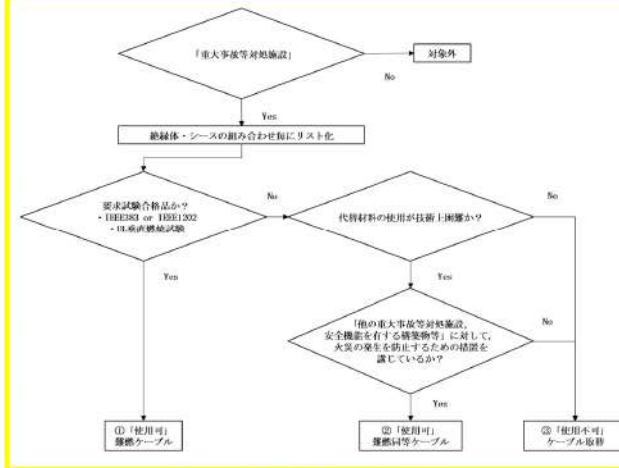 「重大事故等対処施設」
対象外
No
Yes
絶縁体・シースの組み合わせ毎にリスト化
要求試験合格品か？
・IEEE383 or IEEE1202
・UL垂直燃焼試験
No
代替材料の使用が技術上困難か？
No
Yes
Yes
「他の重大事故等対処施設,
安全機能を有する構築物等」に対して,
火災の発生を防止するための措置を
講じているか？
No
Yes
①「使用可」
難燃ケーブル
②「使用可」
難燃同等ケーブル
③「使用不可」
ケーブル取替